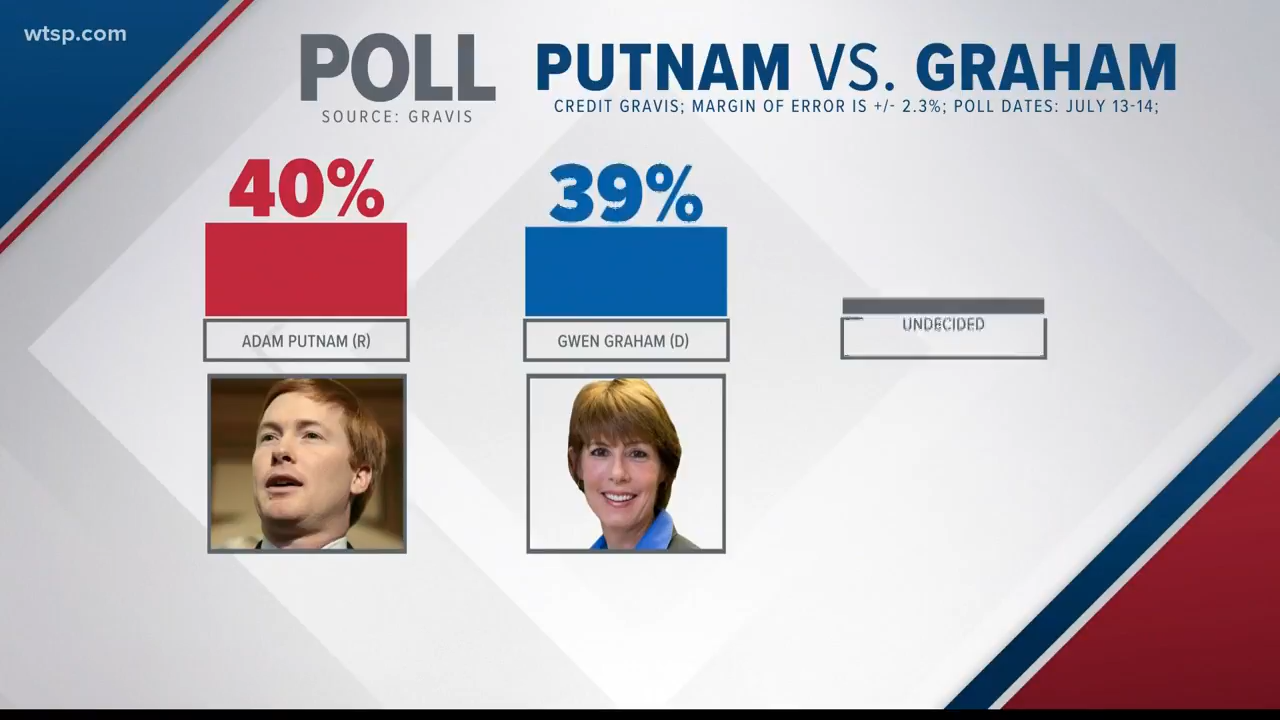 wtsp.com
POLL
SOURCE: GRAVIS
PUTNAM VS. GRAHAM
CREDIT GRAVIS; MARGIN OF ERROR IS +/- 2.3%; POLL DATES: JULY 13-14;
40%
39%
ADAM PUTNAM (R)
GWEN GRAHAM (D)
UNDECIDED